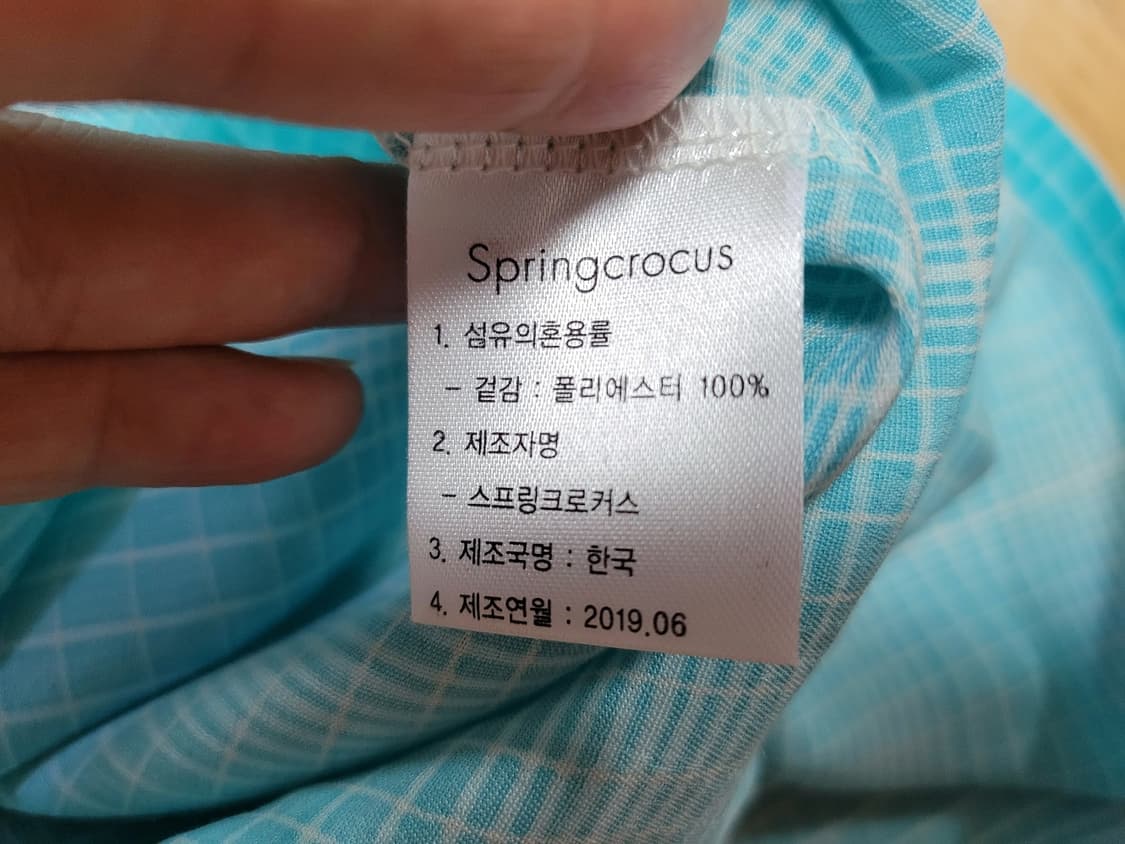 Springcrocus
1. 섬유의혼용률
- 겉감 : 폴리에스터 100%
2. 제조자명
- 스프링크로커스
3. 제조국명 : 한국
4. 제조연월 : 2019.06